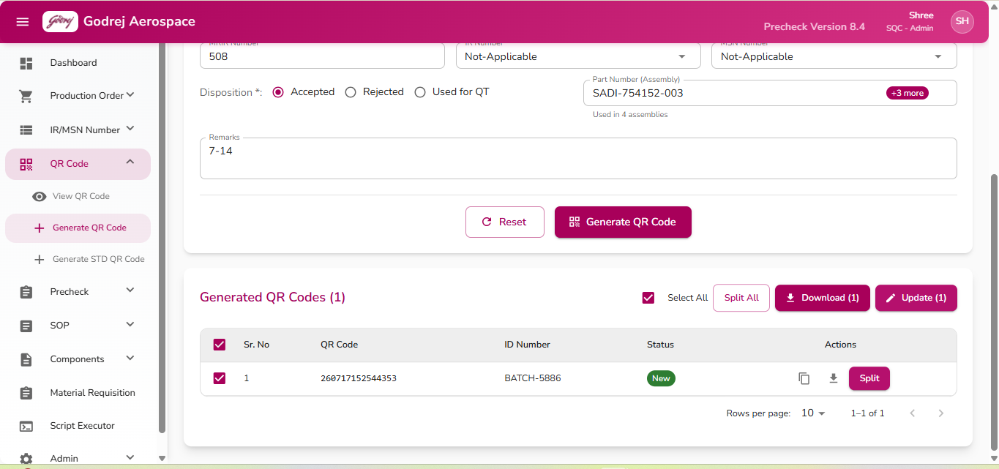 Godrej
Godrej Aerospace
Precheck Version 8.4
Shree
SQC - Admin
SH
Dashboard
Production Order
IR/MSN Number
QR Code
View QR Code
Generate QR Code
Generate STD QR Code
Precheck
SOP
Components
Material Requisition
Script Executor
Admin
MRIR Number
508
IR Number
Not-Applicable
MSN Number
Not-Applicable
Disposition *:
Accepted
Rejected
Used for QT
Part Number (Assembly)
SADI-754152-003
+3 more
Used in 4 assemblies
Remarks
7-14
Reset
Generate QR Code
Generated QR Codes (1)
Select All
Split All
Download (1)
Update (1)
Sr. No QR Code ID Number Status Actions
1 260717152544353 BATCH-5886 New Split
Rows per page: 10 1–1 of 1